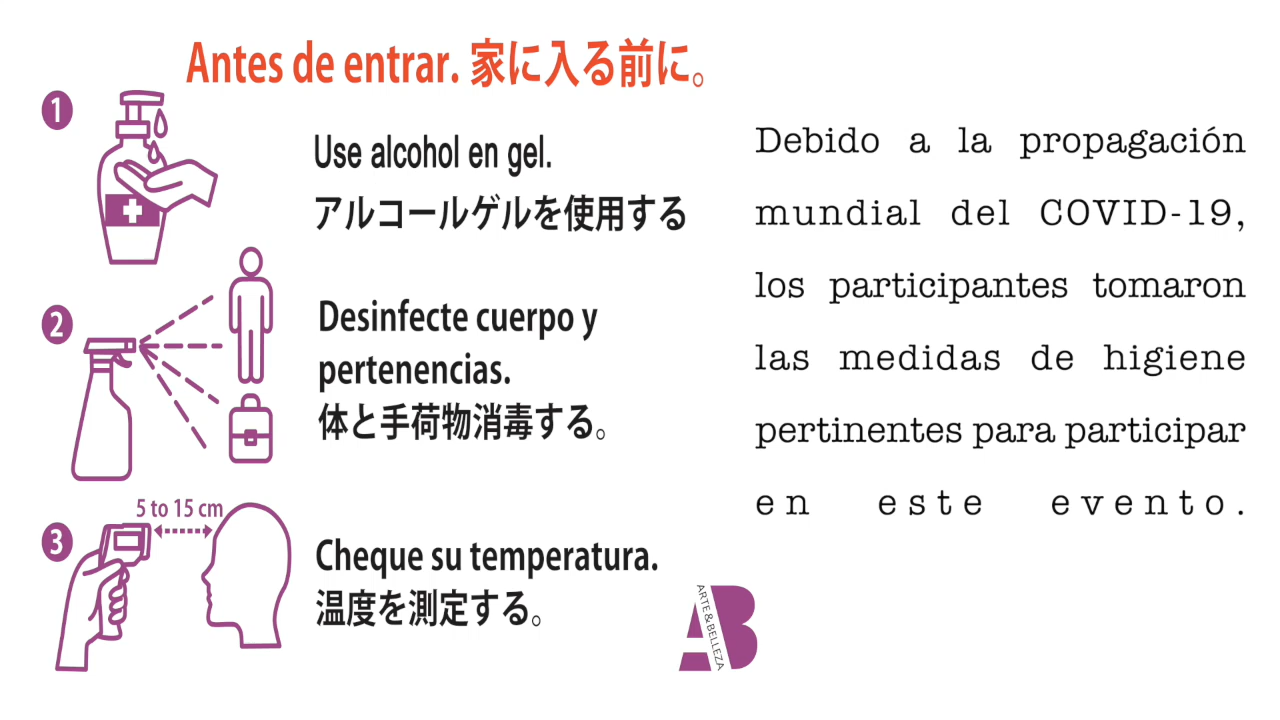 Antes de entrar. 家に入る前に。
1
Use alcohol en gel.
アルコールゲルを使用する
2
Desinfecte cuerpo y
pertenencias.
体と手荷物消毒する。
3
5 to 15 cm
Cheque su temperatura.
温度を測定する。
Debido a la propagación
mundial del COVID-19,
los participantes tomaron
las medidas de higiene
pertinentes para participar
en este evento.
AB
ARTE & BELLEZA